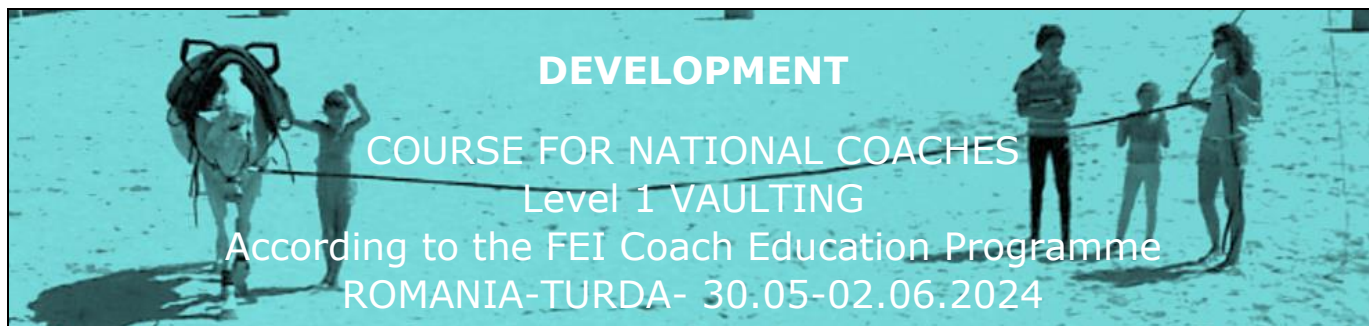 DEVELOPMENT
COURSE FOR NATIONAL COACHES
Level 1 VAULTING
According to the FEI Coach Education Programme
ROMANIA-TURDA- 30.05-02.06.2024